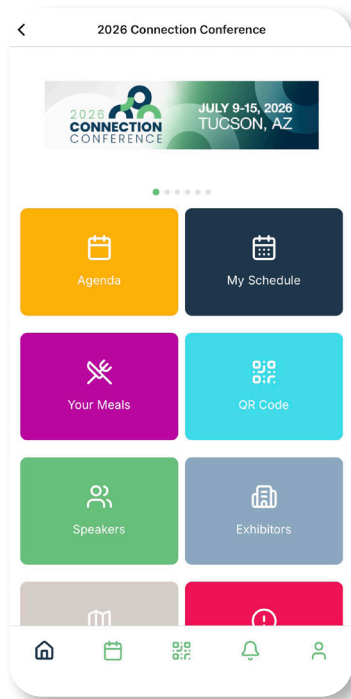 2026 Connection Conference
2026
CONNECTION
CONFERENCE
JULY 9-15, 2026
TUCSON, AZ
Agenda
My Schedule
Your Meals
QR Code
Speakers
Exhibitors